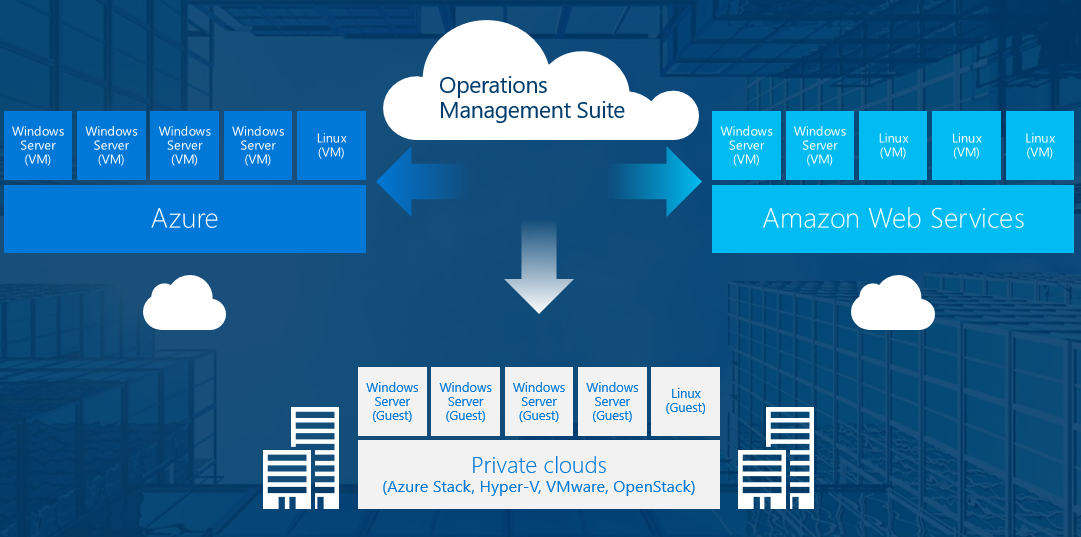 Operations
Management Suite
Windows
Server
(VM)
Windows
Server
(VM)
Windows
Server
(VM)
Windows
Server
(VM)
Linux
(VM)
Azure
Windows
Server
(VM)
Windows
Server
(VM)
Linux
(VM)
Linux
(VM)
Linux
(VM)
Amazon Web Services
Windows
Server
(Guest)
Windows
Server
(Guest)
Windows
Server
(Guest)
Windows
Server
(Guest)
Linux
(Guest)
Private clouds
(Azure Stack, Hyper-V, VMware, OpenStack)